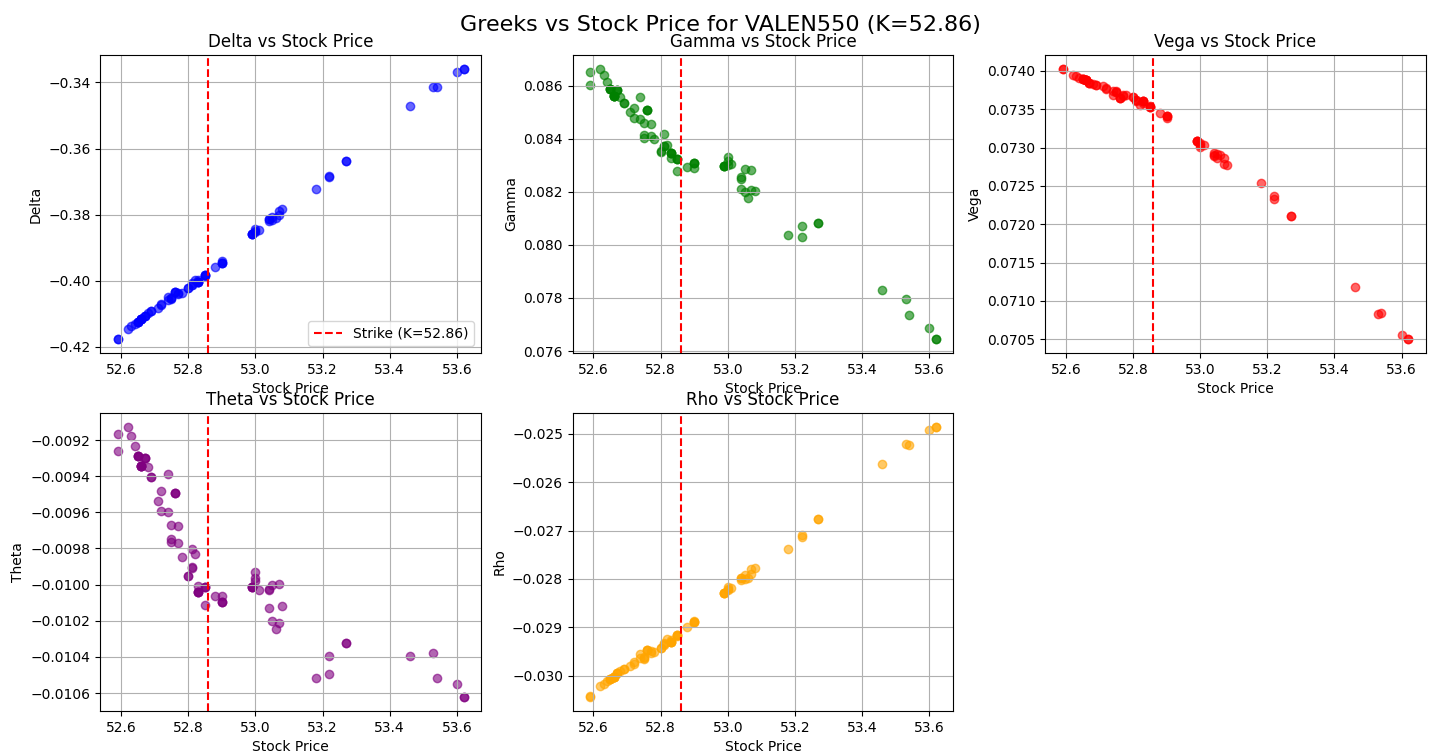 Greeks vs Stock Price for VALEN550 (K=52.86)
Delta vs Stock Price
−0.34
−0.36
−0.38
−0.40
−0.42
Delta
Strike (K=52.86)
52.6 52.8 53.0 53.2 53.4 53.6
Stock Price
Gamma vs Stock Price
0.086
0.084
0.082
0.080
0.078
0.076
Gamma
52.6 52.8 53.0 53.2 53.4 53.6
Stock Price
Vega vs Stock Price
0.0740
0.0735
0.0730
0.0725
0.0720
0.0715
0.0710
0.0705
Vega
52.6 52.8 53.0 53.2 53.4 53.6
Stock Price
Theta vs Stock Price
−0.0092
−0.0094
−0.0096
−0.0098
−0.0100
−0.0102
−0.0104
−0.0106
Theta
52.6 52.8 53.0 53.2 53.4 53.6
Stock Price
Rho vs Stock Price
−0.025
−0.026
−0.027
−0.028
−0.029
−0.030
Rho
52.6 52.8 53.0 53.2 53.4 53.6
Stock Price